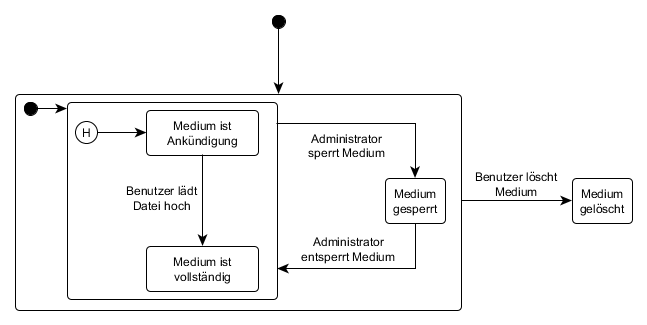 H
Medium ist
Ankündigung
Administrator
sperrt Medium
Benutzer lädt
Datei hoch
Medium
gesperrt
Benutzer löscht
Medium
Medium
gelöscht
Administrator
entsperrt Medium
Medium ist
vollständig